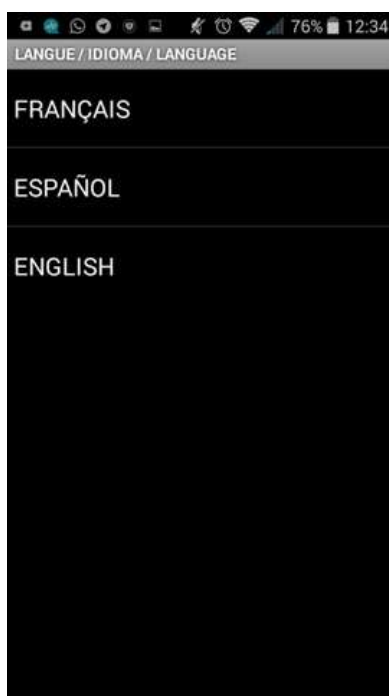 76% 12:34
LANGUE / IDIOMA / LANGUAGE
FRANÇAIS
ESPAÑOL
ENGLISH